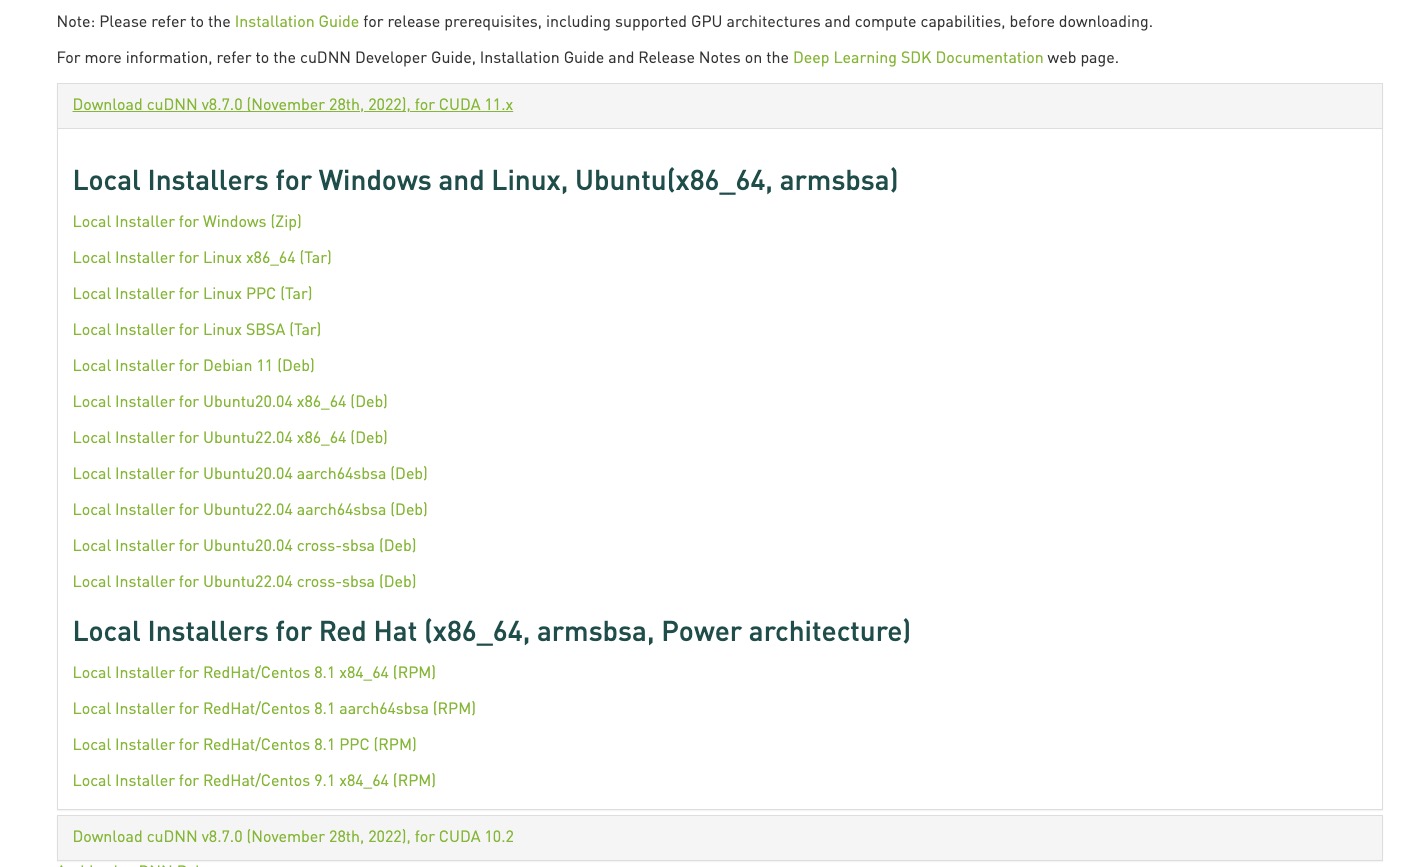 Note: Please refer to the Installation Guide for release prerequisites, including supported GPU architectures and compute capabilities, before downloading.
For more information, refer to the cuDNN Developer Guide, Installation Guide and Release Notes on the Deep Learning SDK Documentation web page.
Download cuDNN v8.7.0 (November 28th, 2022), for CUDA 11.x
Local Installers for Windows and Linux, Ubuntu(x86_64, armsbsa)
Local Installer for Windows (Zip)
Local Installer for Linux x86_64 (Tar)
Local Installer for Linux PPC (Tar)
Local Installer for Linux SBSA (Tar)
Local Installer for Debian 11 (Deb)
Local Installer for Ubuntu20.04 x86_64 (Deb)
Local Installer for Ubuntu22.04 x86_64 (Deb)
Local Installer for Ubuntu20.04 aarch64sbsa (Deb)
Local Installer for Ubuntu22.04 aarch64sbsa (Deb)
Local Installer for Ubuntu20.04 cross-sbsa (Deb)
Local Installer for Ubuntu22.04 cross-sbsa (Deb)
Local Installers for Red Hat (x86_64, armsbsa, Power architecture)
Local Installer for RedHat/Centos 8.1 x84_64 (RPM)
Local Installer for RedHat/Centos 8.1 aarch64sbsa (RPM)
Local Installer for RedHat/Centos 8.1 PPC (RPM)
Local Installer for RedHat/Centos 9.1 x84_64 (RPM)
Download cuDNN v8.7.0 (November 28th, 2022), for CUDA 10.2